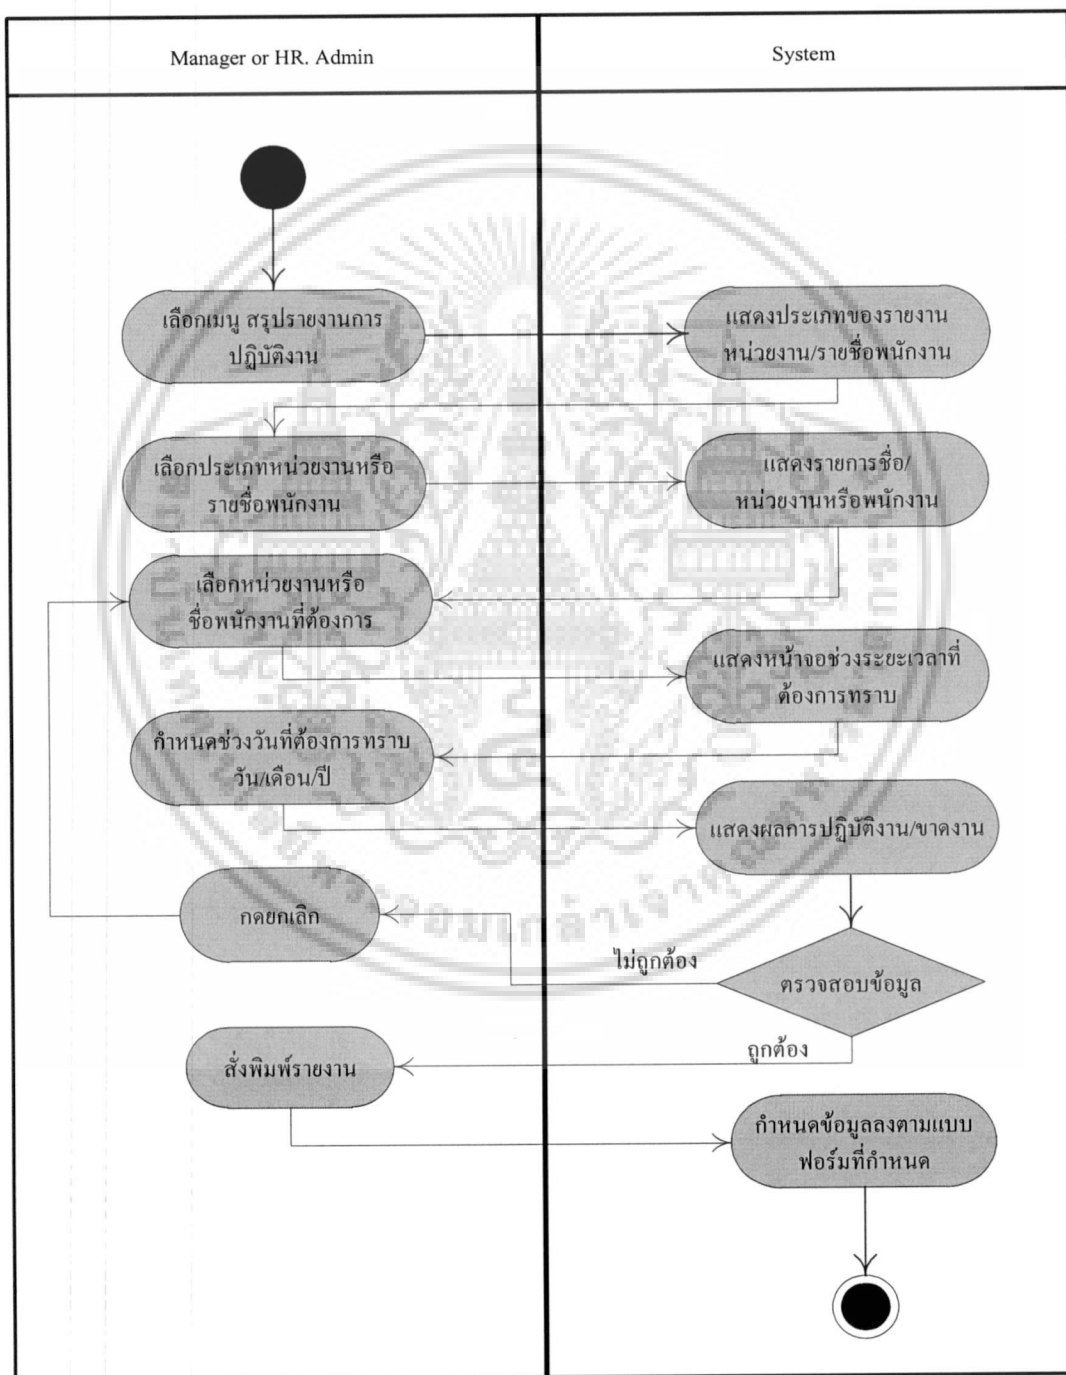 Manager or HR. Admin
System
เลือกเมนู สรุปรายงานการ
ปฏิบัติงาน
แสดงประเภทของรายงาน
หน่วยงาน/รายชื่อพนักงาน
เลือกประเภทหน่วยงานหรือ
รายชื่อพนักงาน
แสดงรายการชื่อ/
หน่วยงานหรือพนักงาน
เลือกหน่วยงานหรือ
ชื่อพนักงานที่ต้องการ
แสดงหน้าจอช่วงระยะเวลาที่
ต้องการทราบ
กำหนดช่วงวันที่ต้องการทราบ
วัน/เดือน/ปี
แสดงผลการปฏิบัติงาน/ขาดงาน
กดยกเลิก
ไม่ถูกต้อง
ตรวจสอบข้อมูล
ถูกต้อง
สั่งพิมพ์รายงาน
กำหนดข้อมูลลงตามแบบ
ฟอร์มที่กำหนด